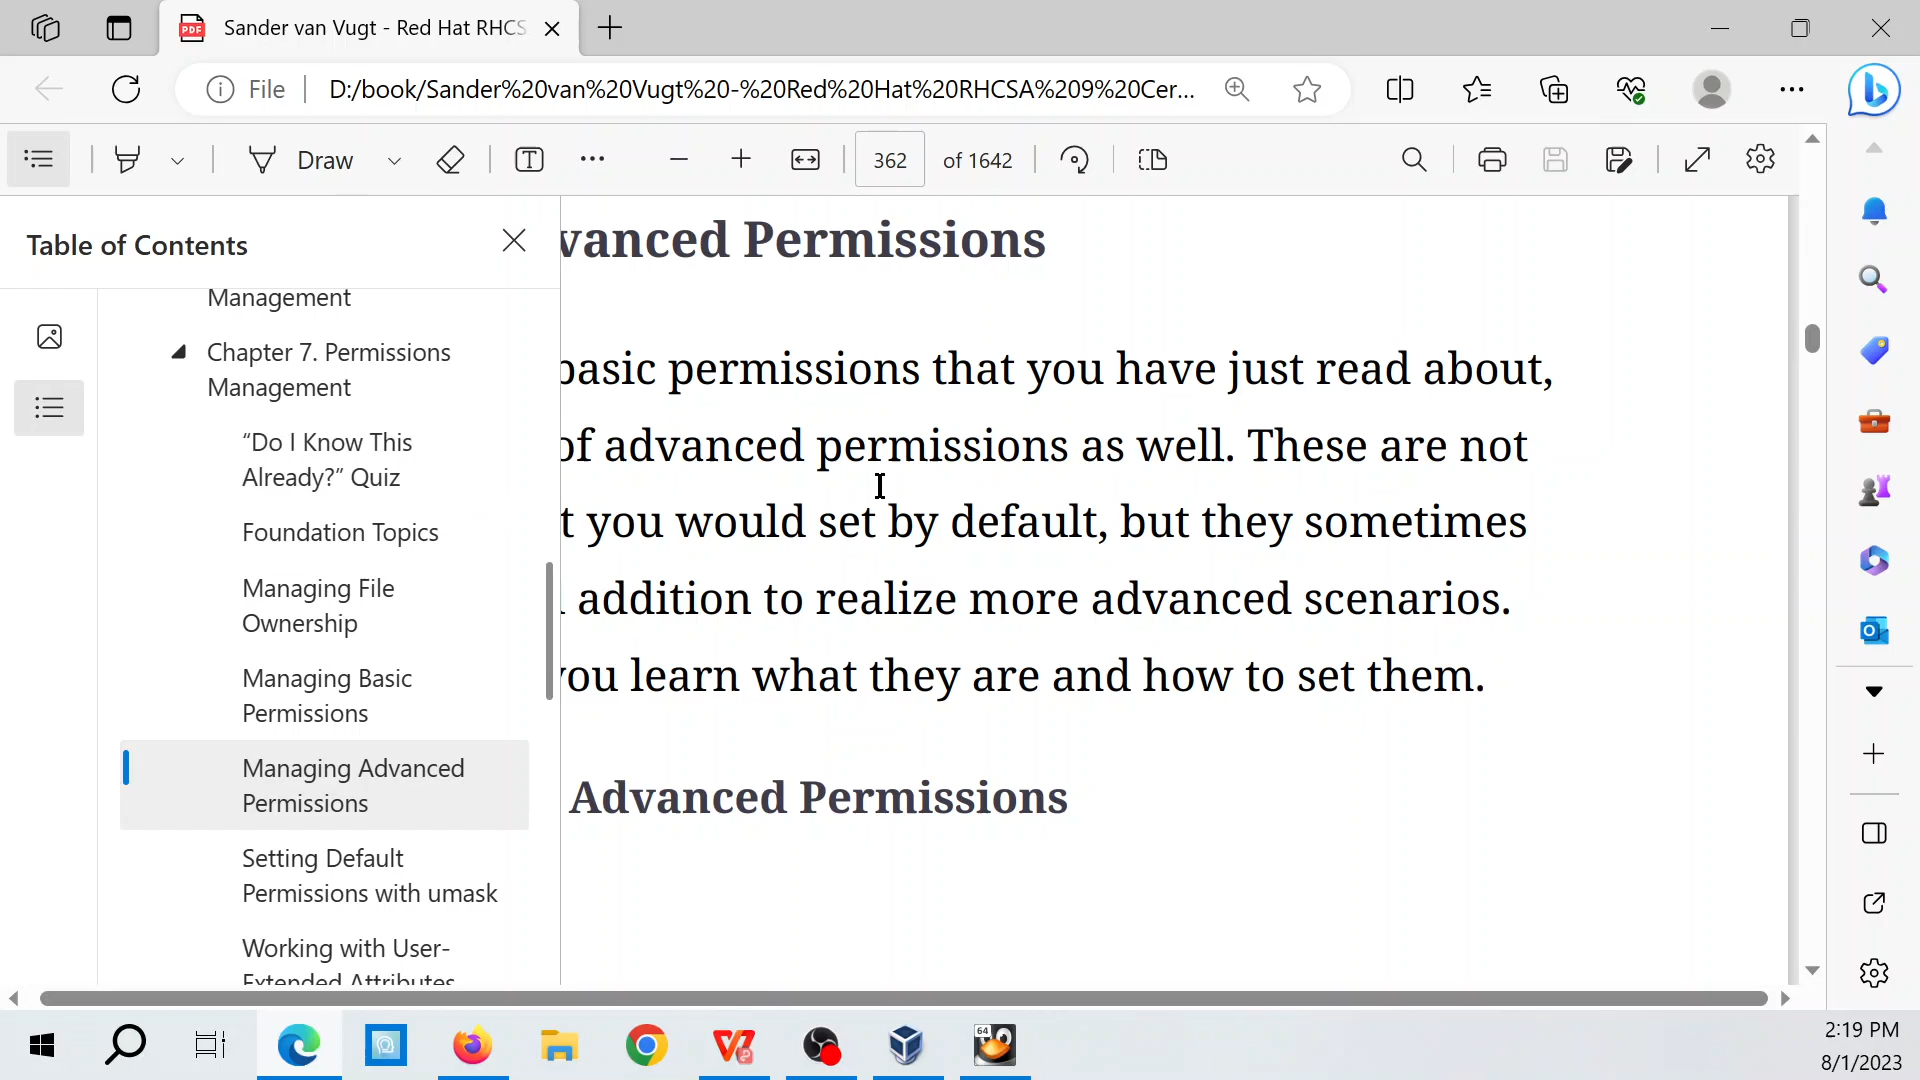 Sander van Vugt - Red Hat RHCS
File
D:/book/Sander%20van%20Vugt%20-%20Red%20Hat%20RHCSA%209%20Cer...
Draw
362
of 1642
Table of Contents
Management
Chapter 7. Permissions
Management
“Do I Know This
Already?” Quiz
Foundation Topics
Managing File
Ownership
Managing Basic
Permissions
Managing Advanced
Permissions
Setting Default
Permissions with umask
Working with User-
Extended Attributes
vanced Permissions
basic permissions that you have just read about,
of advanced permissions as well. These are not
t you would set by default, but they sometimes
addition to realize more advanced scenarios.
you learn what they are and how to set them.
Advanced Permissions
2:19 PM
8/1/2023